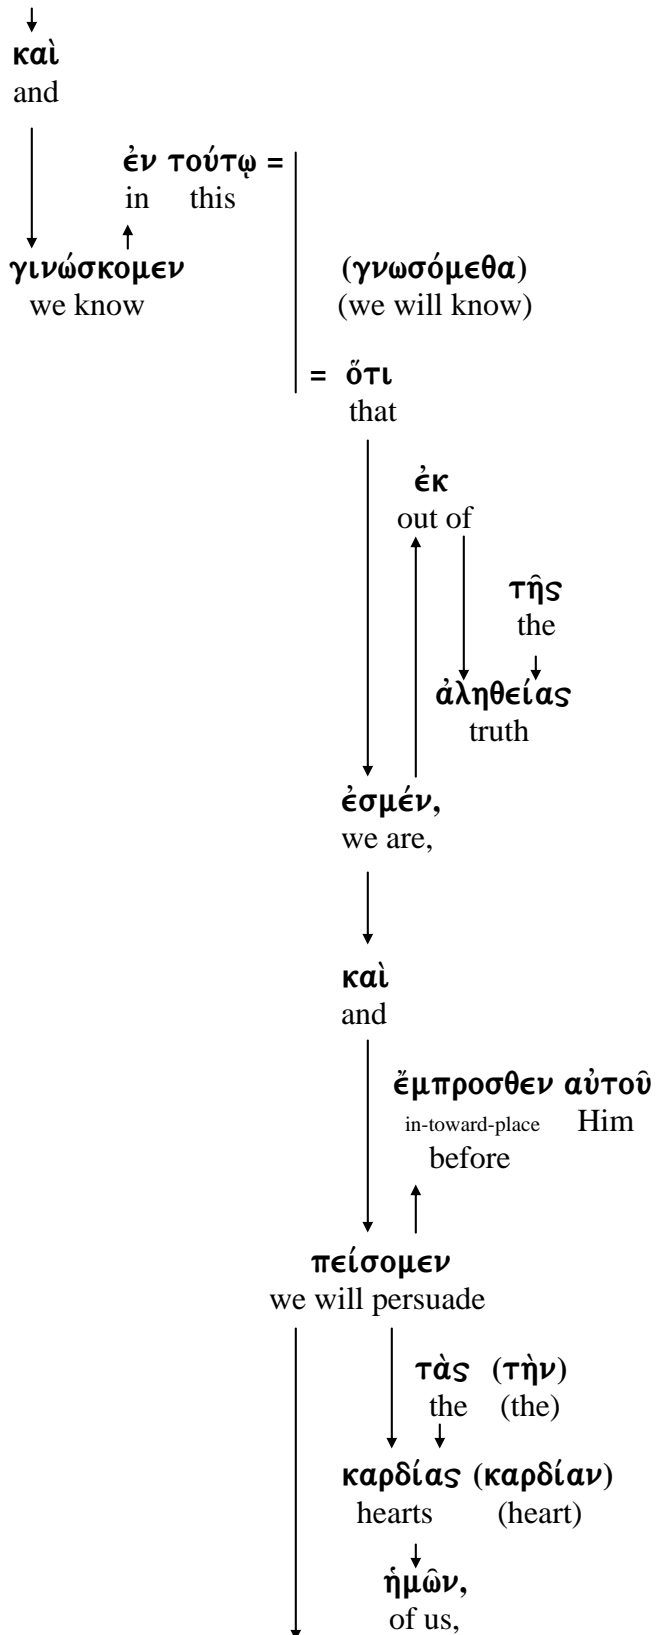 καὶ
and
ἐν τούτῳ =
in this
γινώσκομεν (γνωσόμεθα)
we know (we will know)
= ὅτι
that
ἐκ
out of
τῆς
the
ἀληθείας
truth
ἐσμέν,
we are,
καὶ
and
ἔμπροσθεν αὐτοῦ
in-toward-place Him
before
πείσομεν
we will persuade
τὰς (τὴν)
the (the)
καρδίας (καρδίαν)
hearts (heart)
ἡμῶν,
of us,